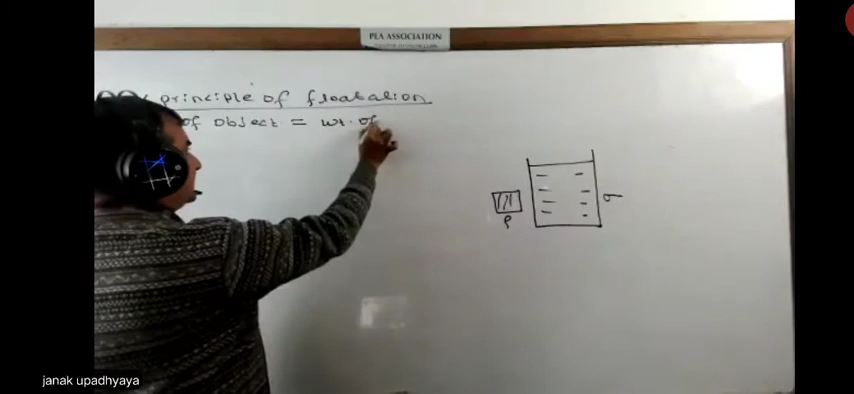 PLA ASSOCIATION
principle of floatation
of object = wt. of
ρ
σ
janak upadhyaya